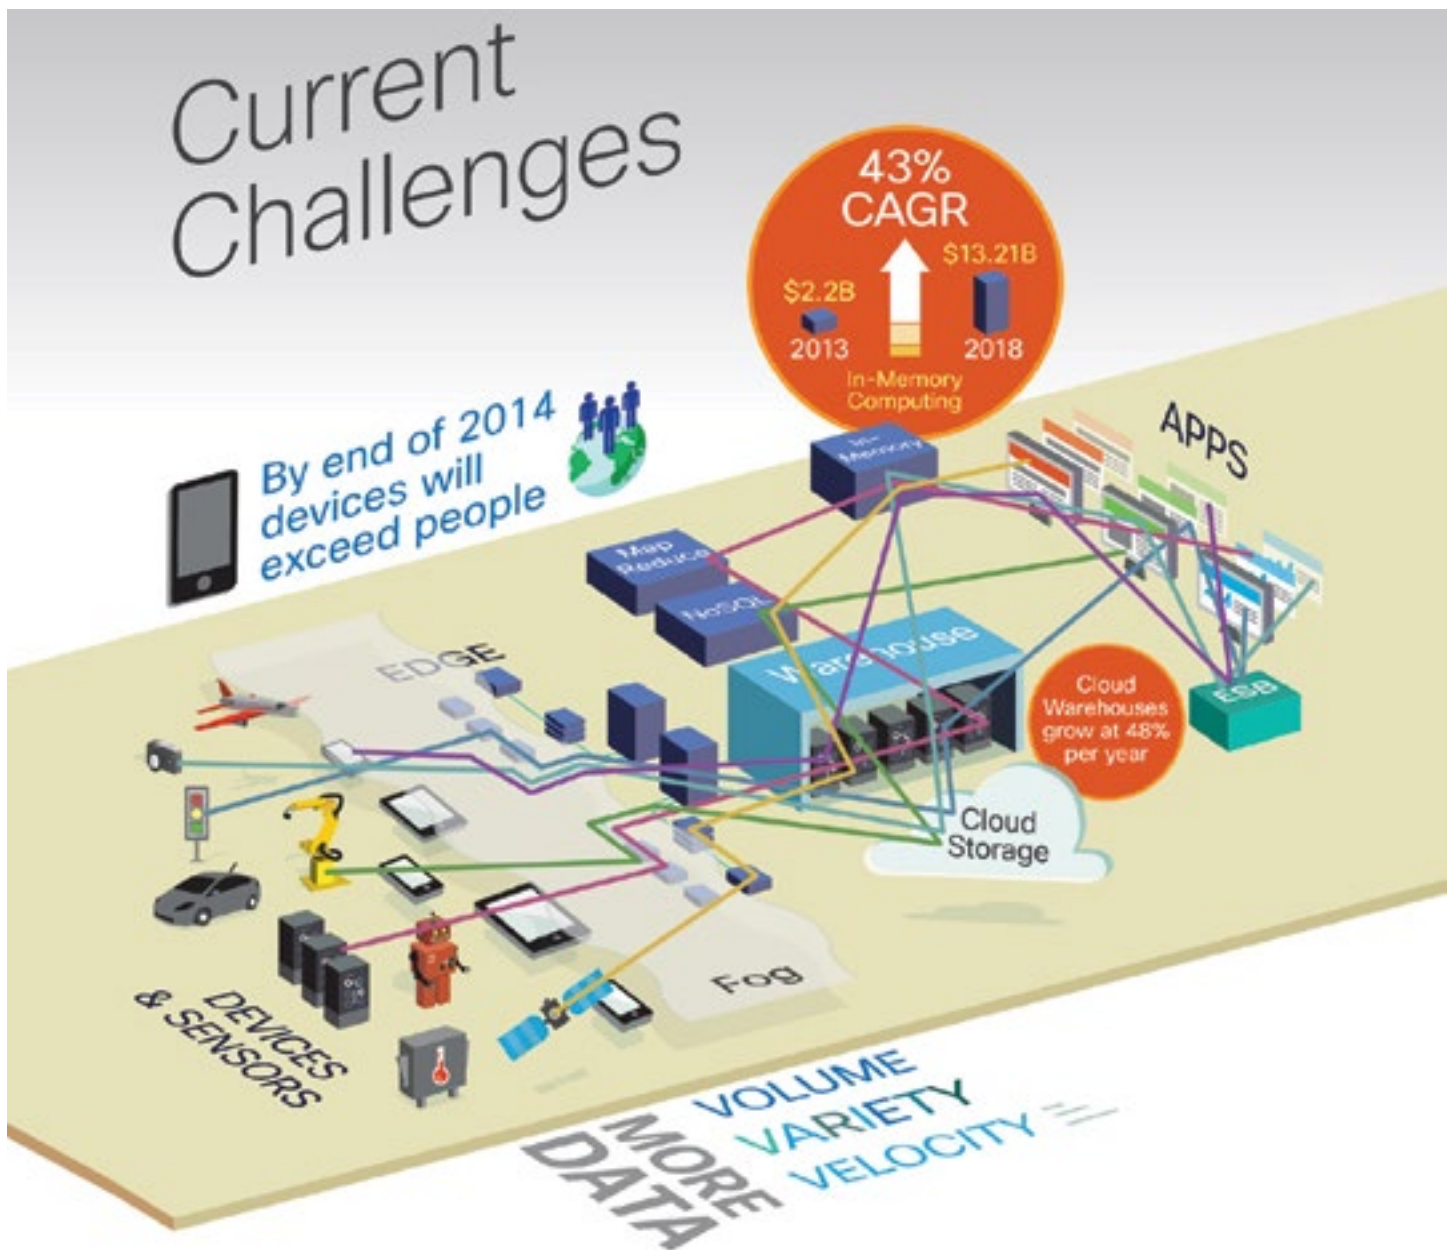 Current
Challenges
43%
CAGR
$2.2B
$13.21B
2013
2018
In-Memory
Computing
By end of 2014
devices will
exceed people
APPS
In-
Memory
Map
Reduce
NoSQL
Warehouse
EDGE
Cloud
Warehouses
grow at 48%
per year
ESB
Cloud
Storage
Fog
DEVICES
& SENSORS
MORE
DATA
VOLUME
VARIETY
VELOCITY